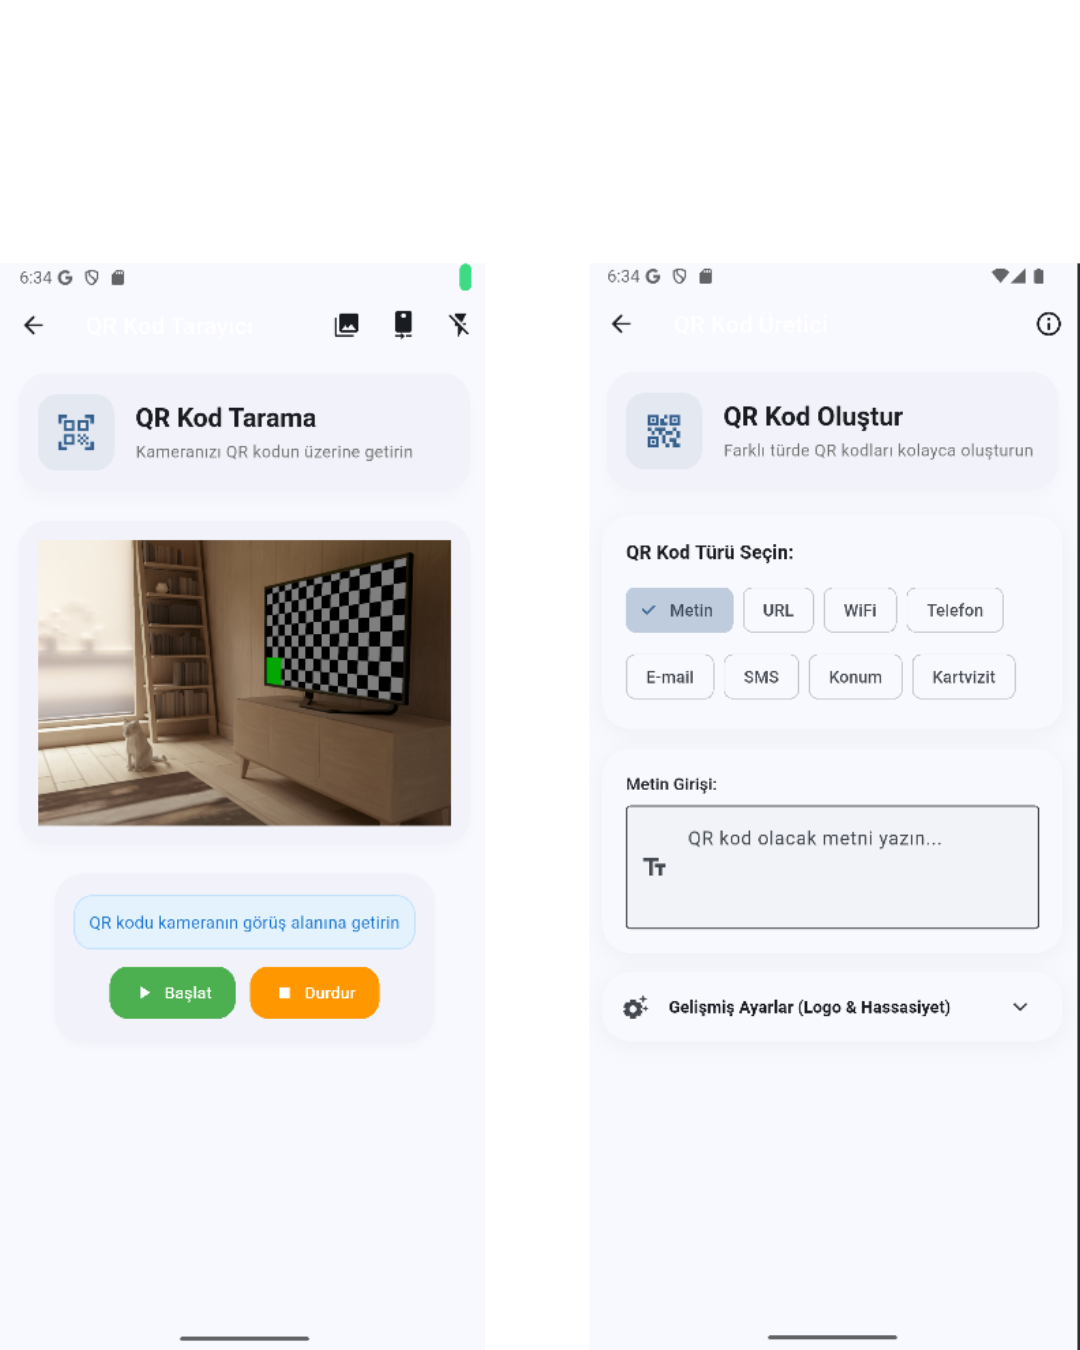 6:34
QR Kod Tarayıcı
QR Kod Tarama
Kameranızı QR kodun üzerine getirin
QR kodu kameranın görüş alanına getirin
Başlat
Durdur
6:34
QR Kod Üretici
QR Kod Oluştur
Farklı türde QR kodları kolayca oluşturun
QR Kod Türü Seçin:
Metin URL WiFi Telefon
E-mail SMS Konum Kartvizit
Metin Girişi:
QR kod olacak metni yazın...
Gelişmiş Ayarlar (Logo & Hassasiyet)